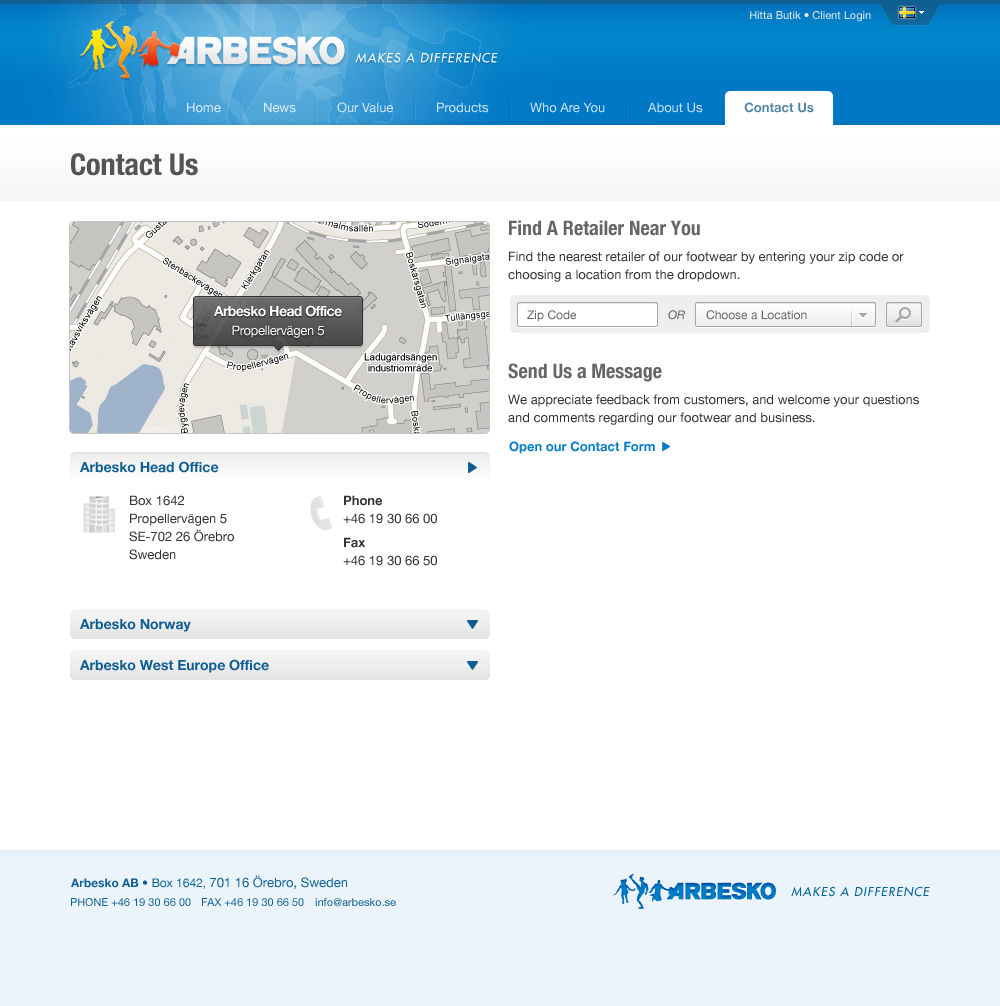 Hitta Butik • Client Login
ARBESKO MAKES A DIFFERENCE
Home News Our Value Products Who Are You About Us Contact Us
Contact Us
Stenbackevägen
Klerkgatan
Boskärsgatan
Signalgata
Tullängsga
Arbesko Head Office
Propellervägen 5
Propellervägen
Ladugårdsängen
industriområde
Propellervägen
Bygdevägen
Arbesko Head Office
Box 1642
Propellervägen 5
SE-702 26 Örebro
Sweden
Phone
+46 19 30 66 00
Fax
+46 19 30 66 50
Arbesko Norway
Arbesko West Europe Office
Find A Retailer Near You
Find the nearest retailer of our footwear by entering your zip code or
choosing a location from the dropdown.
Zip Code OR Choose a Location
Send Us a Message
We appreciate feedback from customers, and welcome your questions
and comments regarding our footwear and business.
Open our Contact Form
Arbesko AB • Box 1642, 701 16 Örebro, Sweden
PHONE +46 19 30 66 00 FAX +46 19 30 66 50 info@arbesko.se
ARBESKO MAKES A DIFFERENCE